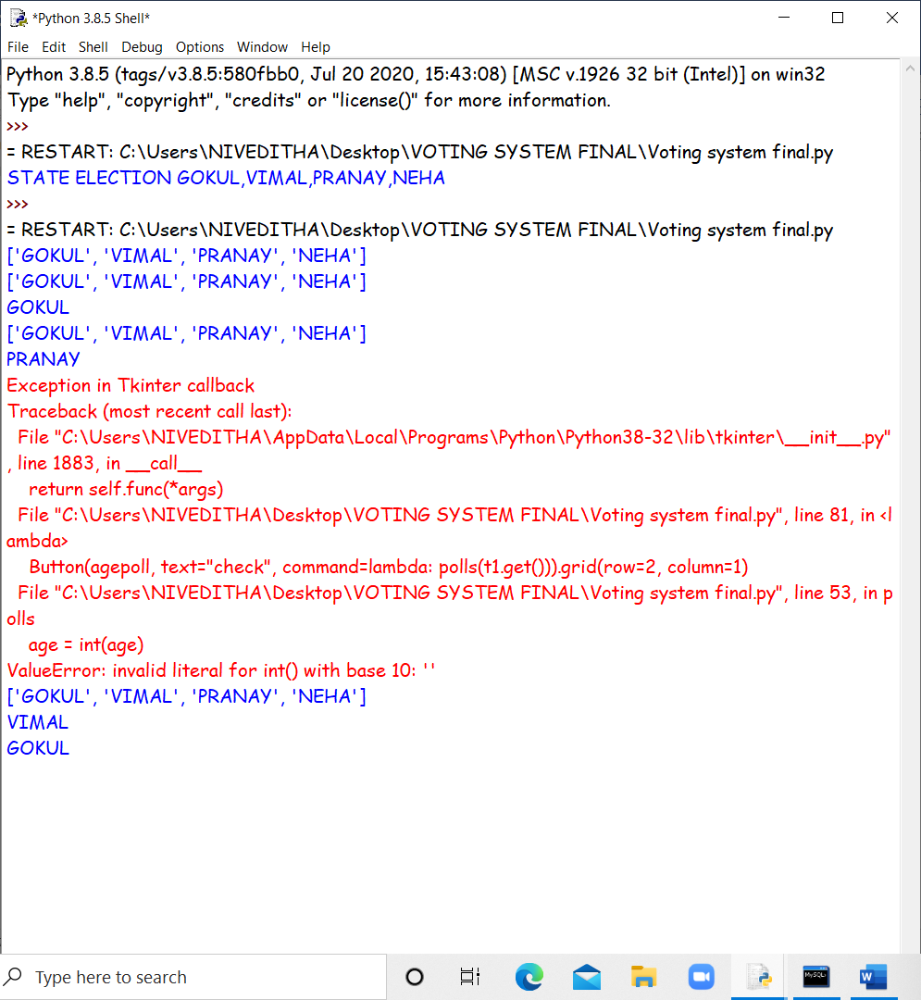 *Python 3.8.5 Shell*
File Edit Shell Debug Options Window Help
Python 3.8.5 (tags/v3.8.5:580fbb0, Jul 20 2020, 15:43:08) [MSC v.1926 32 bit (Intel)] on win32
Type "help", "copyright", "credits" or "license()" for more information.
>>>
= RESTART: C:\Users\NIVEDITHA\Desktop\VOTING SYSTEM FINAL\Voting system final.py
STATE ELECTION GOKUL,VIMAL,PRANAY,NEHA
>>>
= RESTART: C:\Users\NIVEDITHA\Desktop\VOTING SYSTEM FINAL\Voting system final.py
['GOKUL', 'VIMAL', 'PRANAY', 'NEHA']
['GOKUL', 'VIMAL', 'PRANAY', 'NEHA']
GOKUL
['GOKUL', 'VIMAL', 'PRANAY', 'NEHA']
PRANAY
Exception in Tkinter callback
Traceback (most recent call last):
  File "C:\Users\NIVEDITHA\AppData\Local\Programs\Python\Python38-32\lib\tkinter\__init__.py"
, line 1883, in __call__
    return self.func(*args)
  File "C:\Users\NIVEDITHA\Desktop\VOTING SYSTEM FINAL\Voting system final.py", line 81, in <l
ambda>
    Button(agepoll, text="check", command=lambda: polls(t1.get())).grid(row=2, column=1)
  File "C:\Users\NIVEDITHA\Desktop\VOTING SYSTEM FINAL\Voting system final.py", line 53, in p
olls
    age = int(age)
ValueError: invalid literal for int() with base 10: ''
['GOKUL', 'VIMAL', 'PRANAY', 'NEHA']
VIMAL
GOKUL
Type here to search
MySQL
W